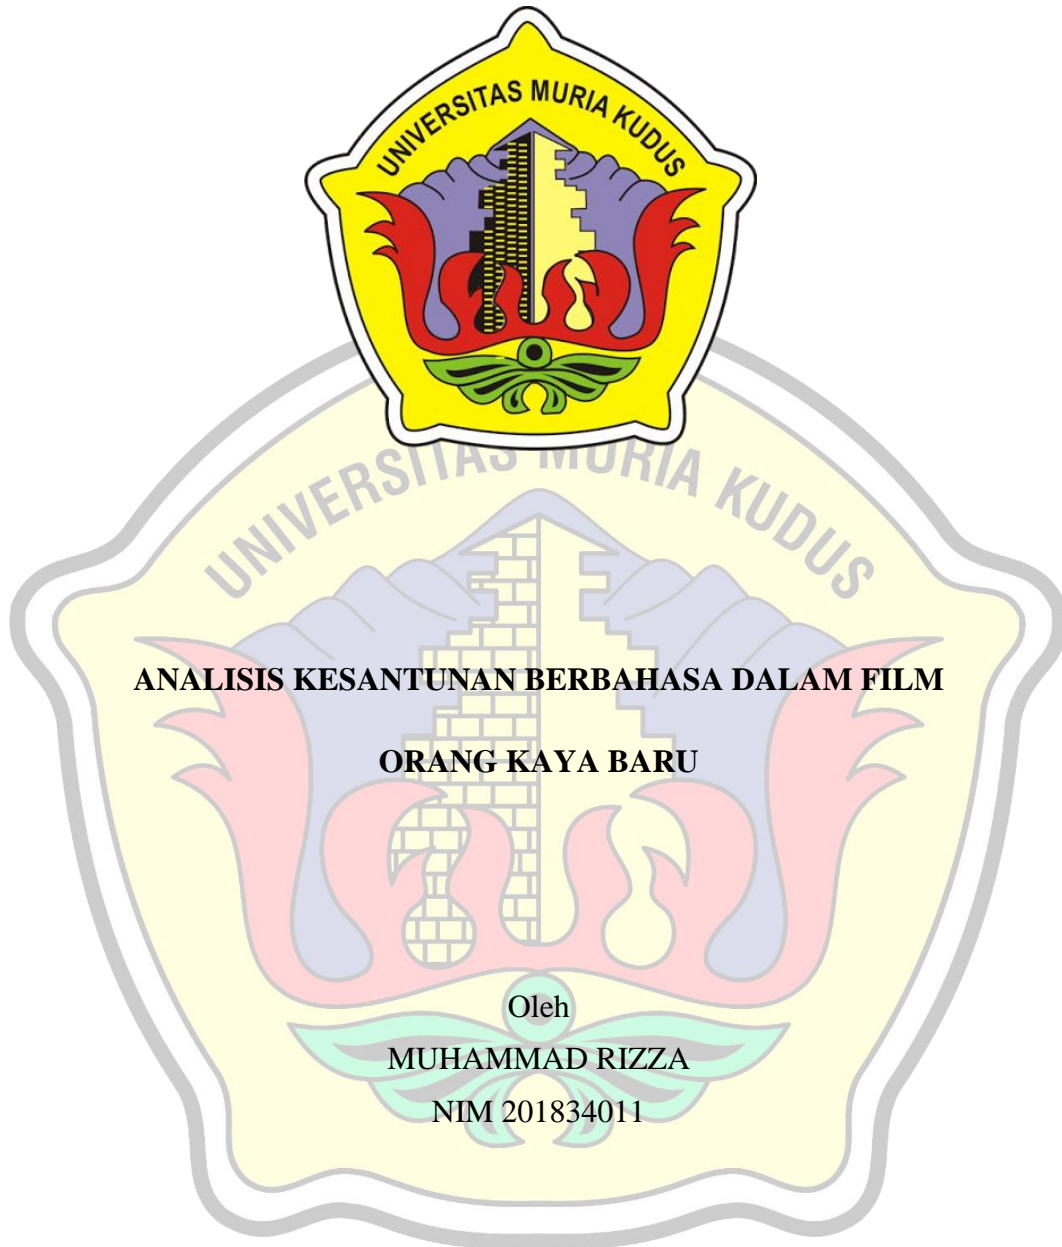 UNIVERSITAS MURIA KUDUS
UNIVERSITAS MURIA KUDUS
ANALISIS KESANTUNAN BERBAHASA DALAM FILM
ORANG KAYA BARU
Oleh
MUHAMMAD RIZZA
NIM 201834011